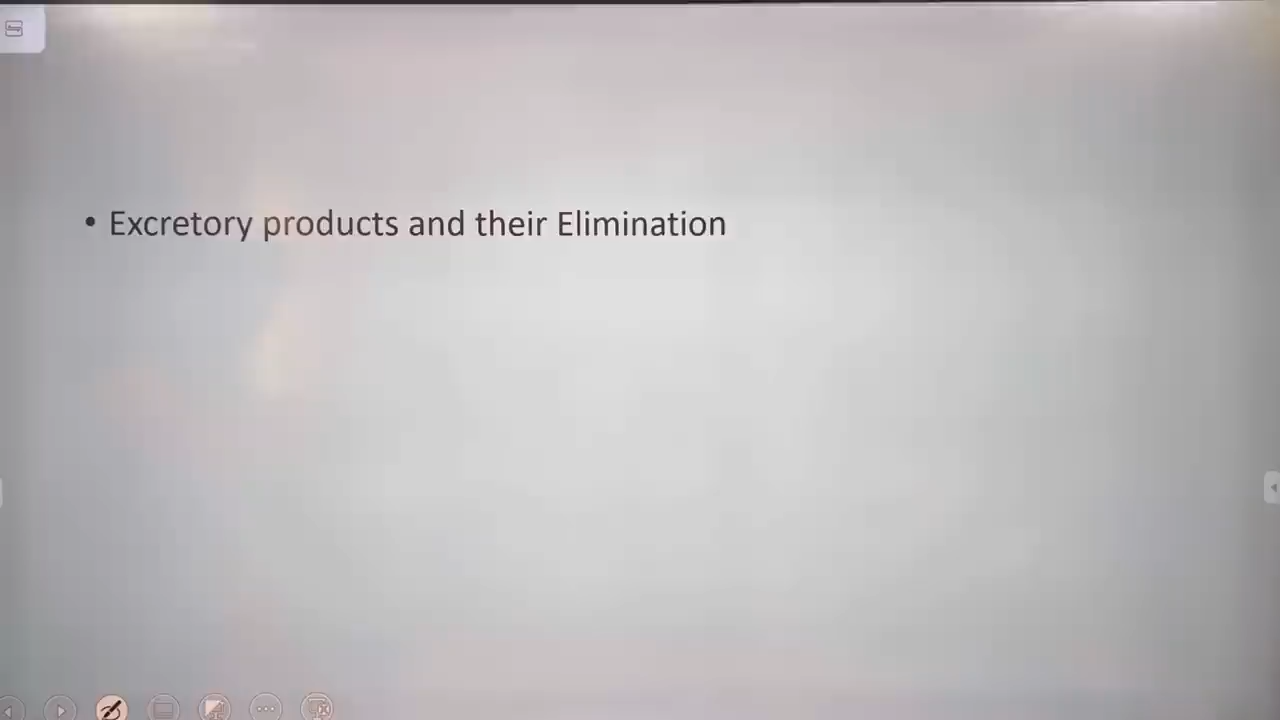 • Excretory products and their Elimination